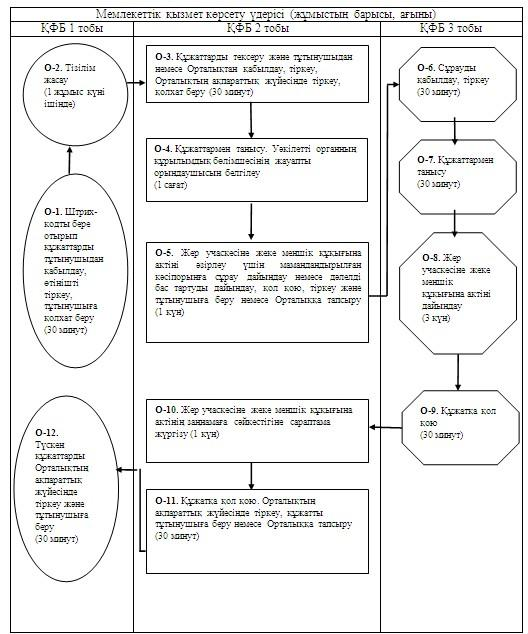 Мемлекеттік қызмет көрсету үдерісі (жұмыстың барысы, ағыны)
ҚФБ 1 тобы
ҚФБ 2 тобы
ҚФБ 3 тобы
О-1. Штрих-
кодты бере
отырып
құжаттарды
тұтынушыдан
қабылдау,
өтінішті
тіркеу,
тұтынушыға
қолхат беру
(30 минут)
О-2. Тізілім
жасау
(1 жұмыс күні
ішінде)
О-3. Құжаттарды тексеру және тұтынушыдан
немесе Орталықтан қабылдау, тіркеу,
Орталықтың ақпараттық жүйесінде тіркеу,
қолхат беру (30 минут)
О-4. Құжаттармен танысу. Уәкілетті органның
құрылымдық бөлімшесінің жауапты
орындаушысын белгілеу
(1 сағат)
О-5. Жер учаскесіне жеке меншік құқығына
актіні әзірлеу үшін мамандандырылған
кәсіпорынға сұрау дайындау немесе дәлелді
бас тартуды дайындау, қол қою, тіркеу және
тұтынушыға беру немесе Орталыққа тапсыру
(1 күн)
О-6. Сұрауды
қабылдау, тіркеу
(30 минут)
О-7. Құжаттармен
танысу
(30 минут)
О-8. Жер
учаскесіне жеке
меншік
құқығына актіні
дайындау
(3 күн)
О-9. Құжатқа қол
қою
(30 минут)
О-10. Жер учаскесіне жеке меншік құқығына
актінің заңнамаға сәйкестігіне сараптама
жүргізу (1 күн)
О-11. Құжатқа қол қою. Орталықтың
ақпараттық жүйесінде тіркеу, құжатты
тұтынушыға беру немесе Орталыққа тапсыру
(30 минут)
О-12.
Түскен
құжаттарды
Орталықтың
ақпараттық
жүйесінде
тіркеу және
тұтынушыға
беру
(30 минут)